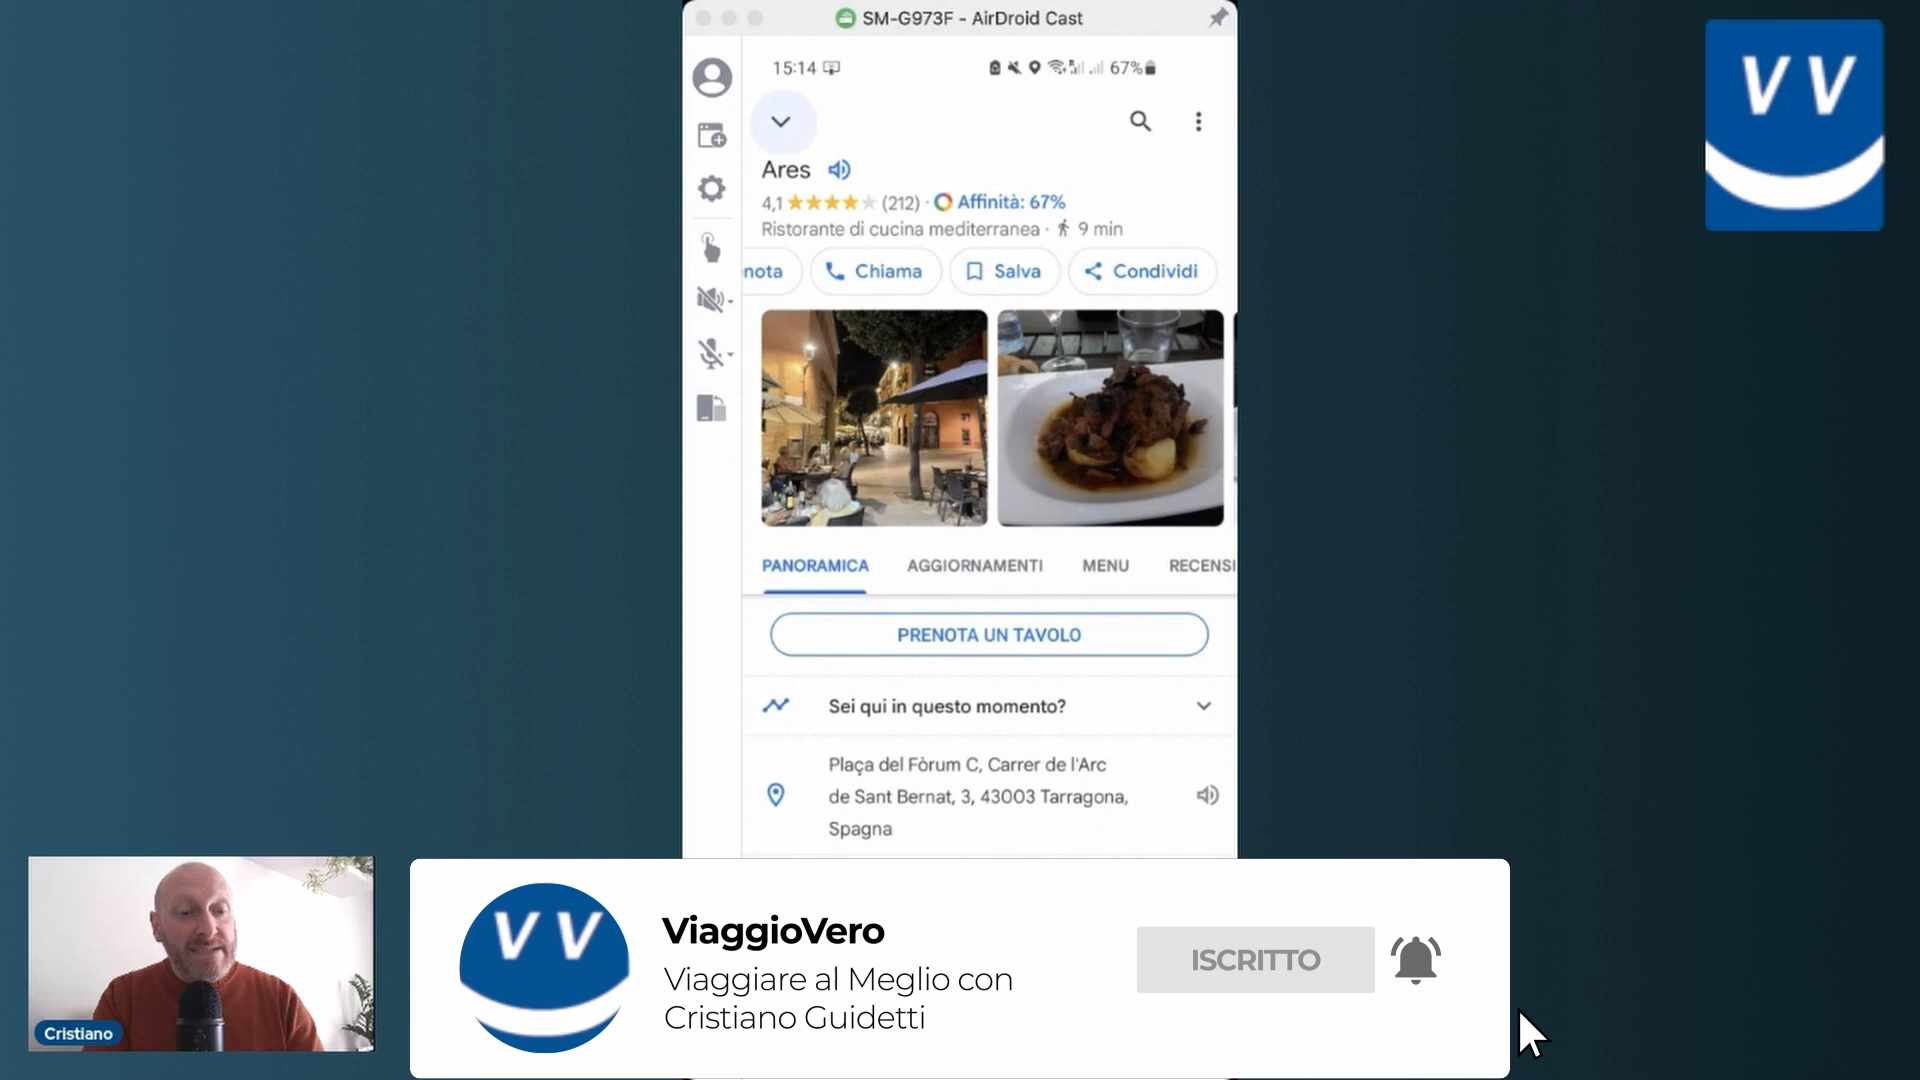 SM-G973F - AirDroid Cast
VV
15:14
67%
Ares
4,1 (212) · Affinità: 67%
Ristorante di cucina mediterranea · 9 min
nota
Chiama
Salva
Condividi
PANORAMICA
AGGIORNAMENTI
MENU
RECENSI
PRENOTA UN TAVOLO
Sei qui in questo momento?
Plaça del Fòrum C, Carrer de l'Arc
de Sant Bernat, 3, 43003 Tarragona,
Spagna
Cristiano
VV
ViaggioVero
Viaggiare al Meglio con
Cristiano Guidetti
ISCRITTO